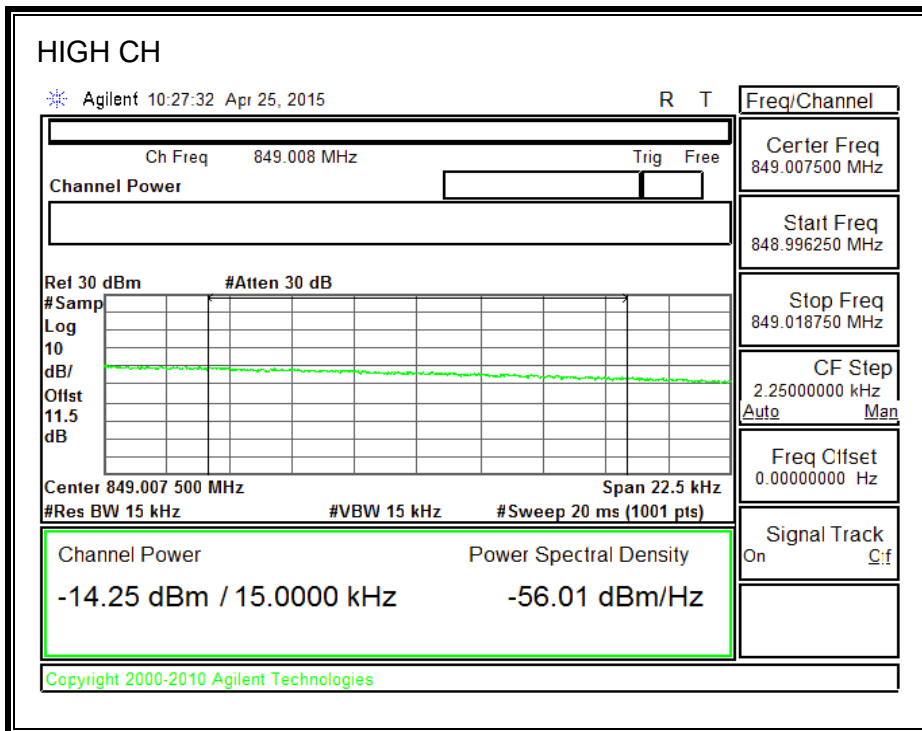 HIGH CH
Agilent 10:27:32 Apr 25, 2015 R T
Freq/Channel
Ch Freq 849.008 MHz Trig Free
Channel Power
Center Freq
849.007500 MHz
Start Freq
848.996250 MHz
Stop Freq
849.018750 MHz
CF Step
2.25000000 kHz
Auto Man
Freq Offset
0.00000000 Hz
Signal Track
On Off
Ref 30 dBm #Atten 30 dB
#Samp
Log
10
dB/
Offst
11.5
dB
Center 849.007 500 MHz Span 22.5 kHz
#Res BW 15 kHz #VBW 15 kHz #Sweep 20 ms (1001 pts)
Channel Power Power Spectral Density
-14.25 dBm / 15.0000 kHz -56.01 dBm/Hz
Copyright 2000-2010 Agilent Technologies